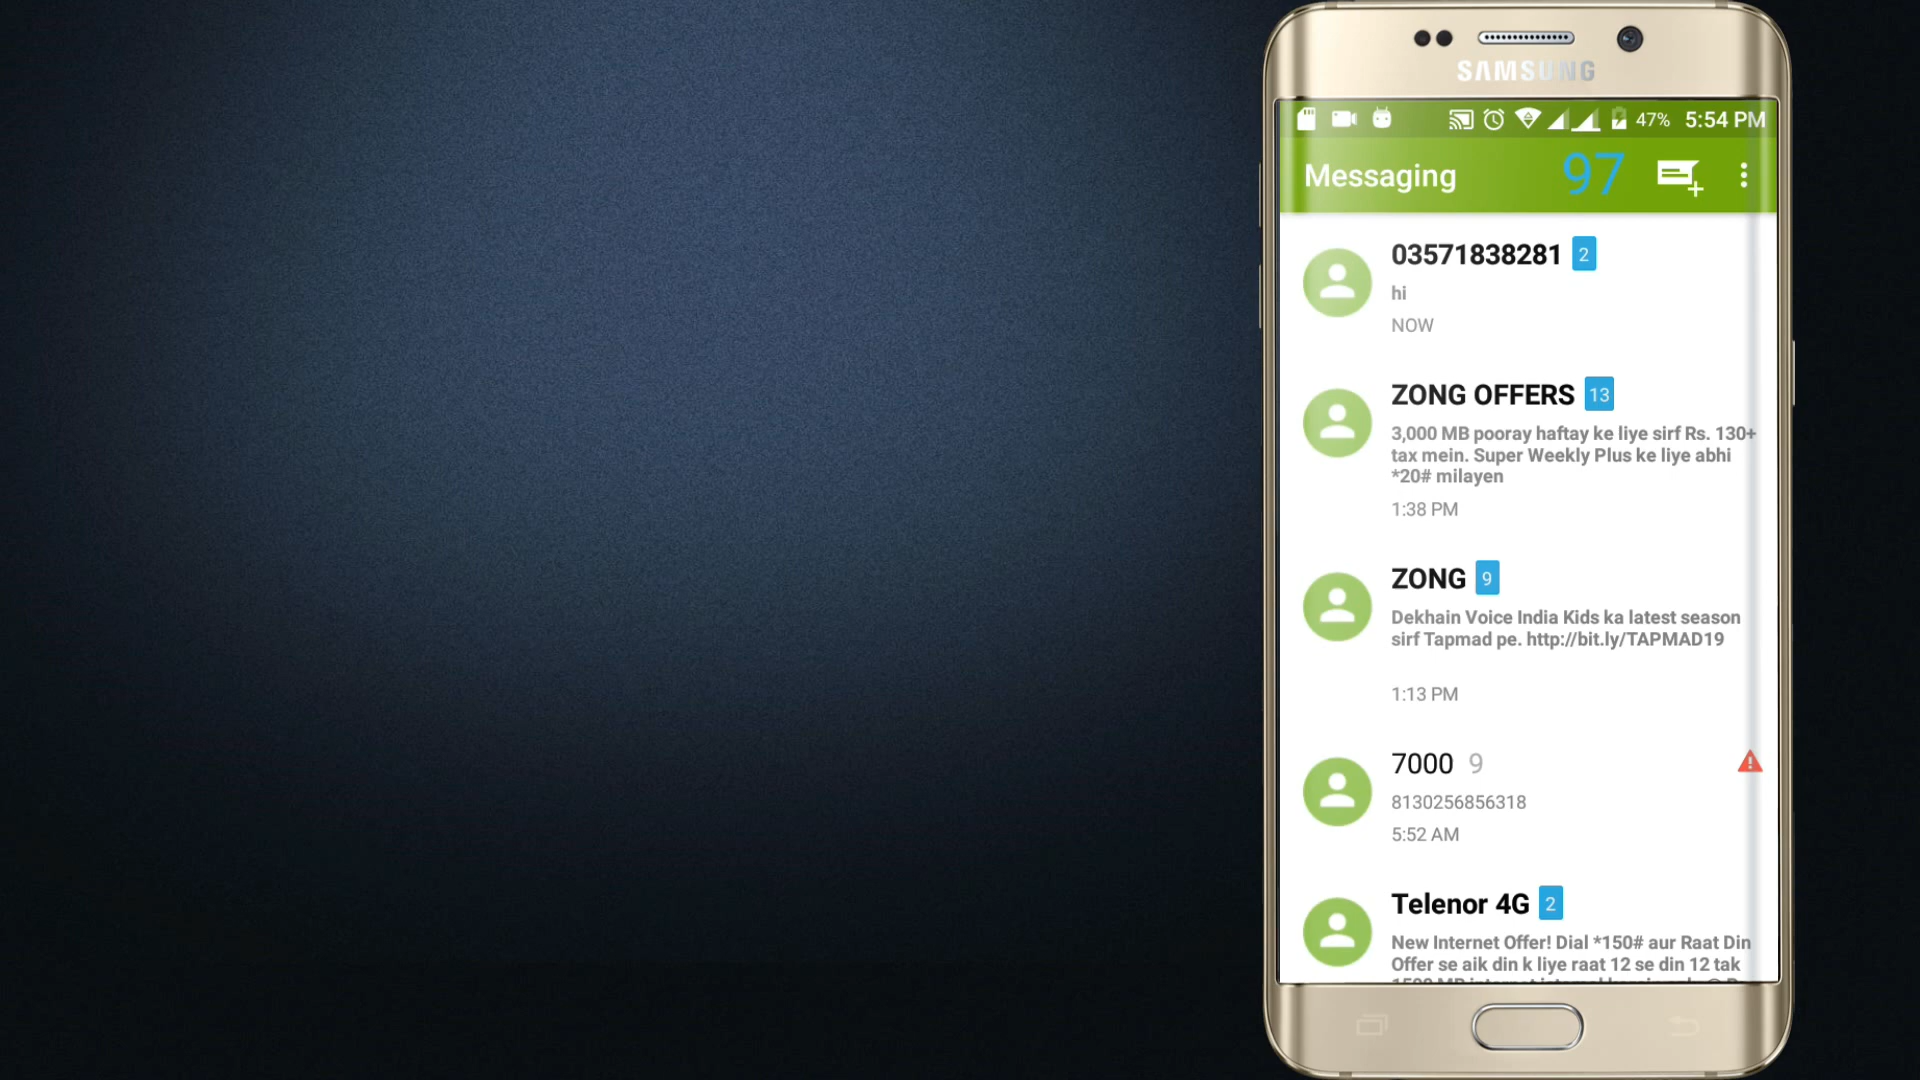 SAMSUNG
47% 5:54 PM
Messaging 97
03571838281 2
hi
NOW
ZONG OFFERS 13
3,000 MB pooray haftay ke liye sirf Rs. 130+
tax mein. Super Weekly Plus ke liye abhi
*20# milayen
1:38 PM
ZONG 9
Dekhain Voice India Kids ka latest season
sirf Tapmad pe. http://bit.ly/TAPMAD19
1:13 PM
7000 9
8130256856318
5:52 AM
Telenor 4G 2
New Internet Offer! Dial *150# aur Raat Din
Offer se aik din k liye raat 12 se din 12 tak